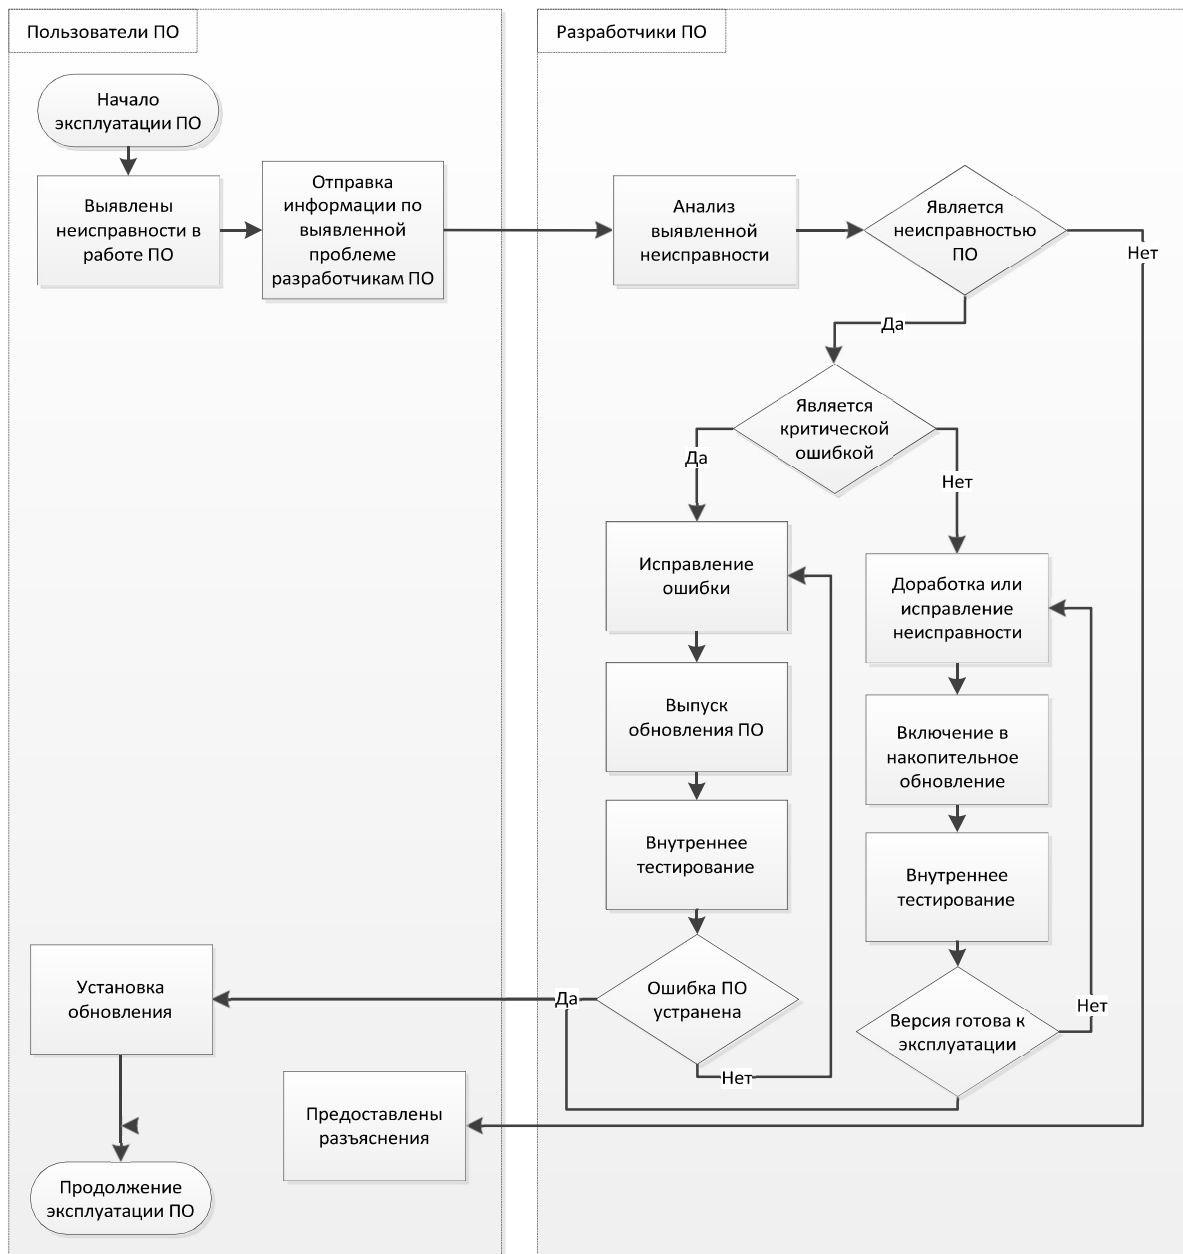 Пользователи ПО
Разработчики ПО
Начало
эксплуатации ПО
Выявлены
неисправности в
работе ПО
Отправка
информации по
выявленной
проблеме
разработчикам ПО
Анализ
выявленной
неисправности
Является
неисправностью
ПО
Нет
Да
Является
критической
ошибкой
Да
Нет
Исправление
ошибки
Доработка или
исправление
неисправности
Выпуск
обновления ПО
Включение в
накопительное
обновление
Внутреннее
тестирование
Внутреннее
тестирование
Установка
обновления
Да
Ошибка ПО
устранена
Нет
Версия готова к
эксплуатации
Нет
Предоставлены
разъяснения
Продолжение
эксплуатации ПО